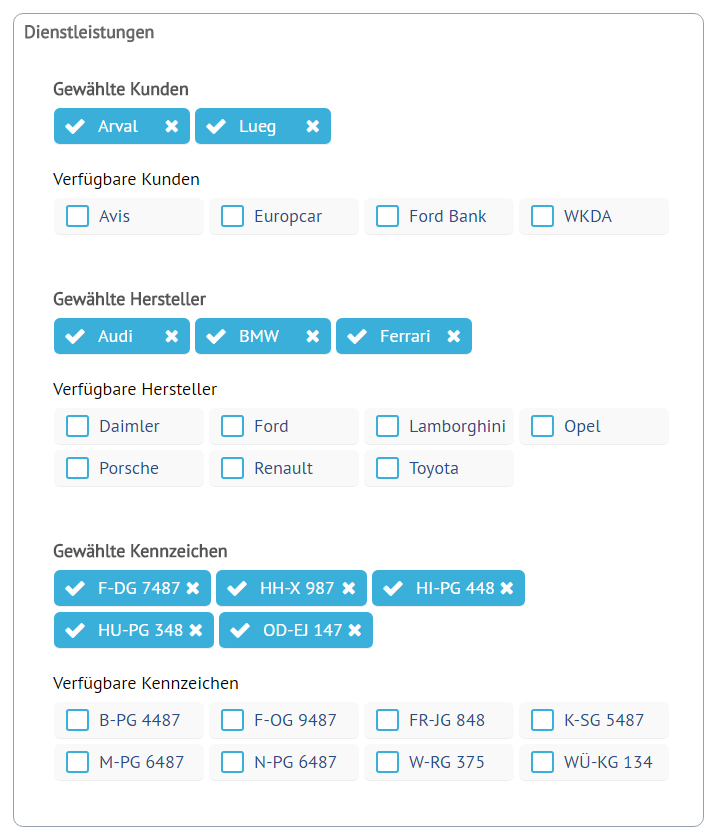 Dienstleistungen
Gewählte Kunden
Arval Lueg
Verfügbare Kunden
Avis Europcar Ford Bank WKDA
Gewählte Hersteller
Audi BMW Ferrari
Verfügbare Hersteller
Daimler Ford Lamborghini Opel
Porsche Renault Toyota
Gewählte Kennzeichen
F-DG 7487 HH-X 987 HI-PG 448
HU-PG 348 OD-EJ 147
Verfügbare Kennzeichen
B-PG 4487 F-OG 9487 FR-JG 848 K-SG 5487
M-PG 6487 N-PG 6487 W-RG 375 WÜ-KG 134